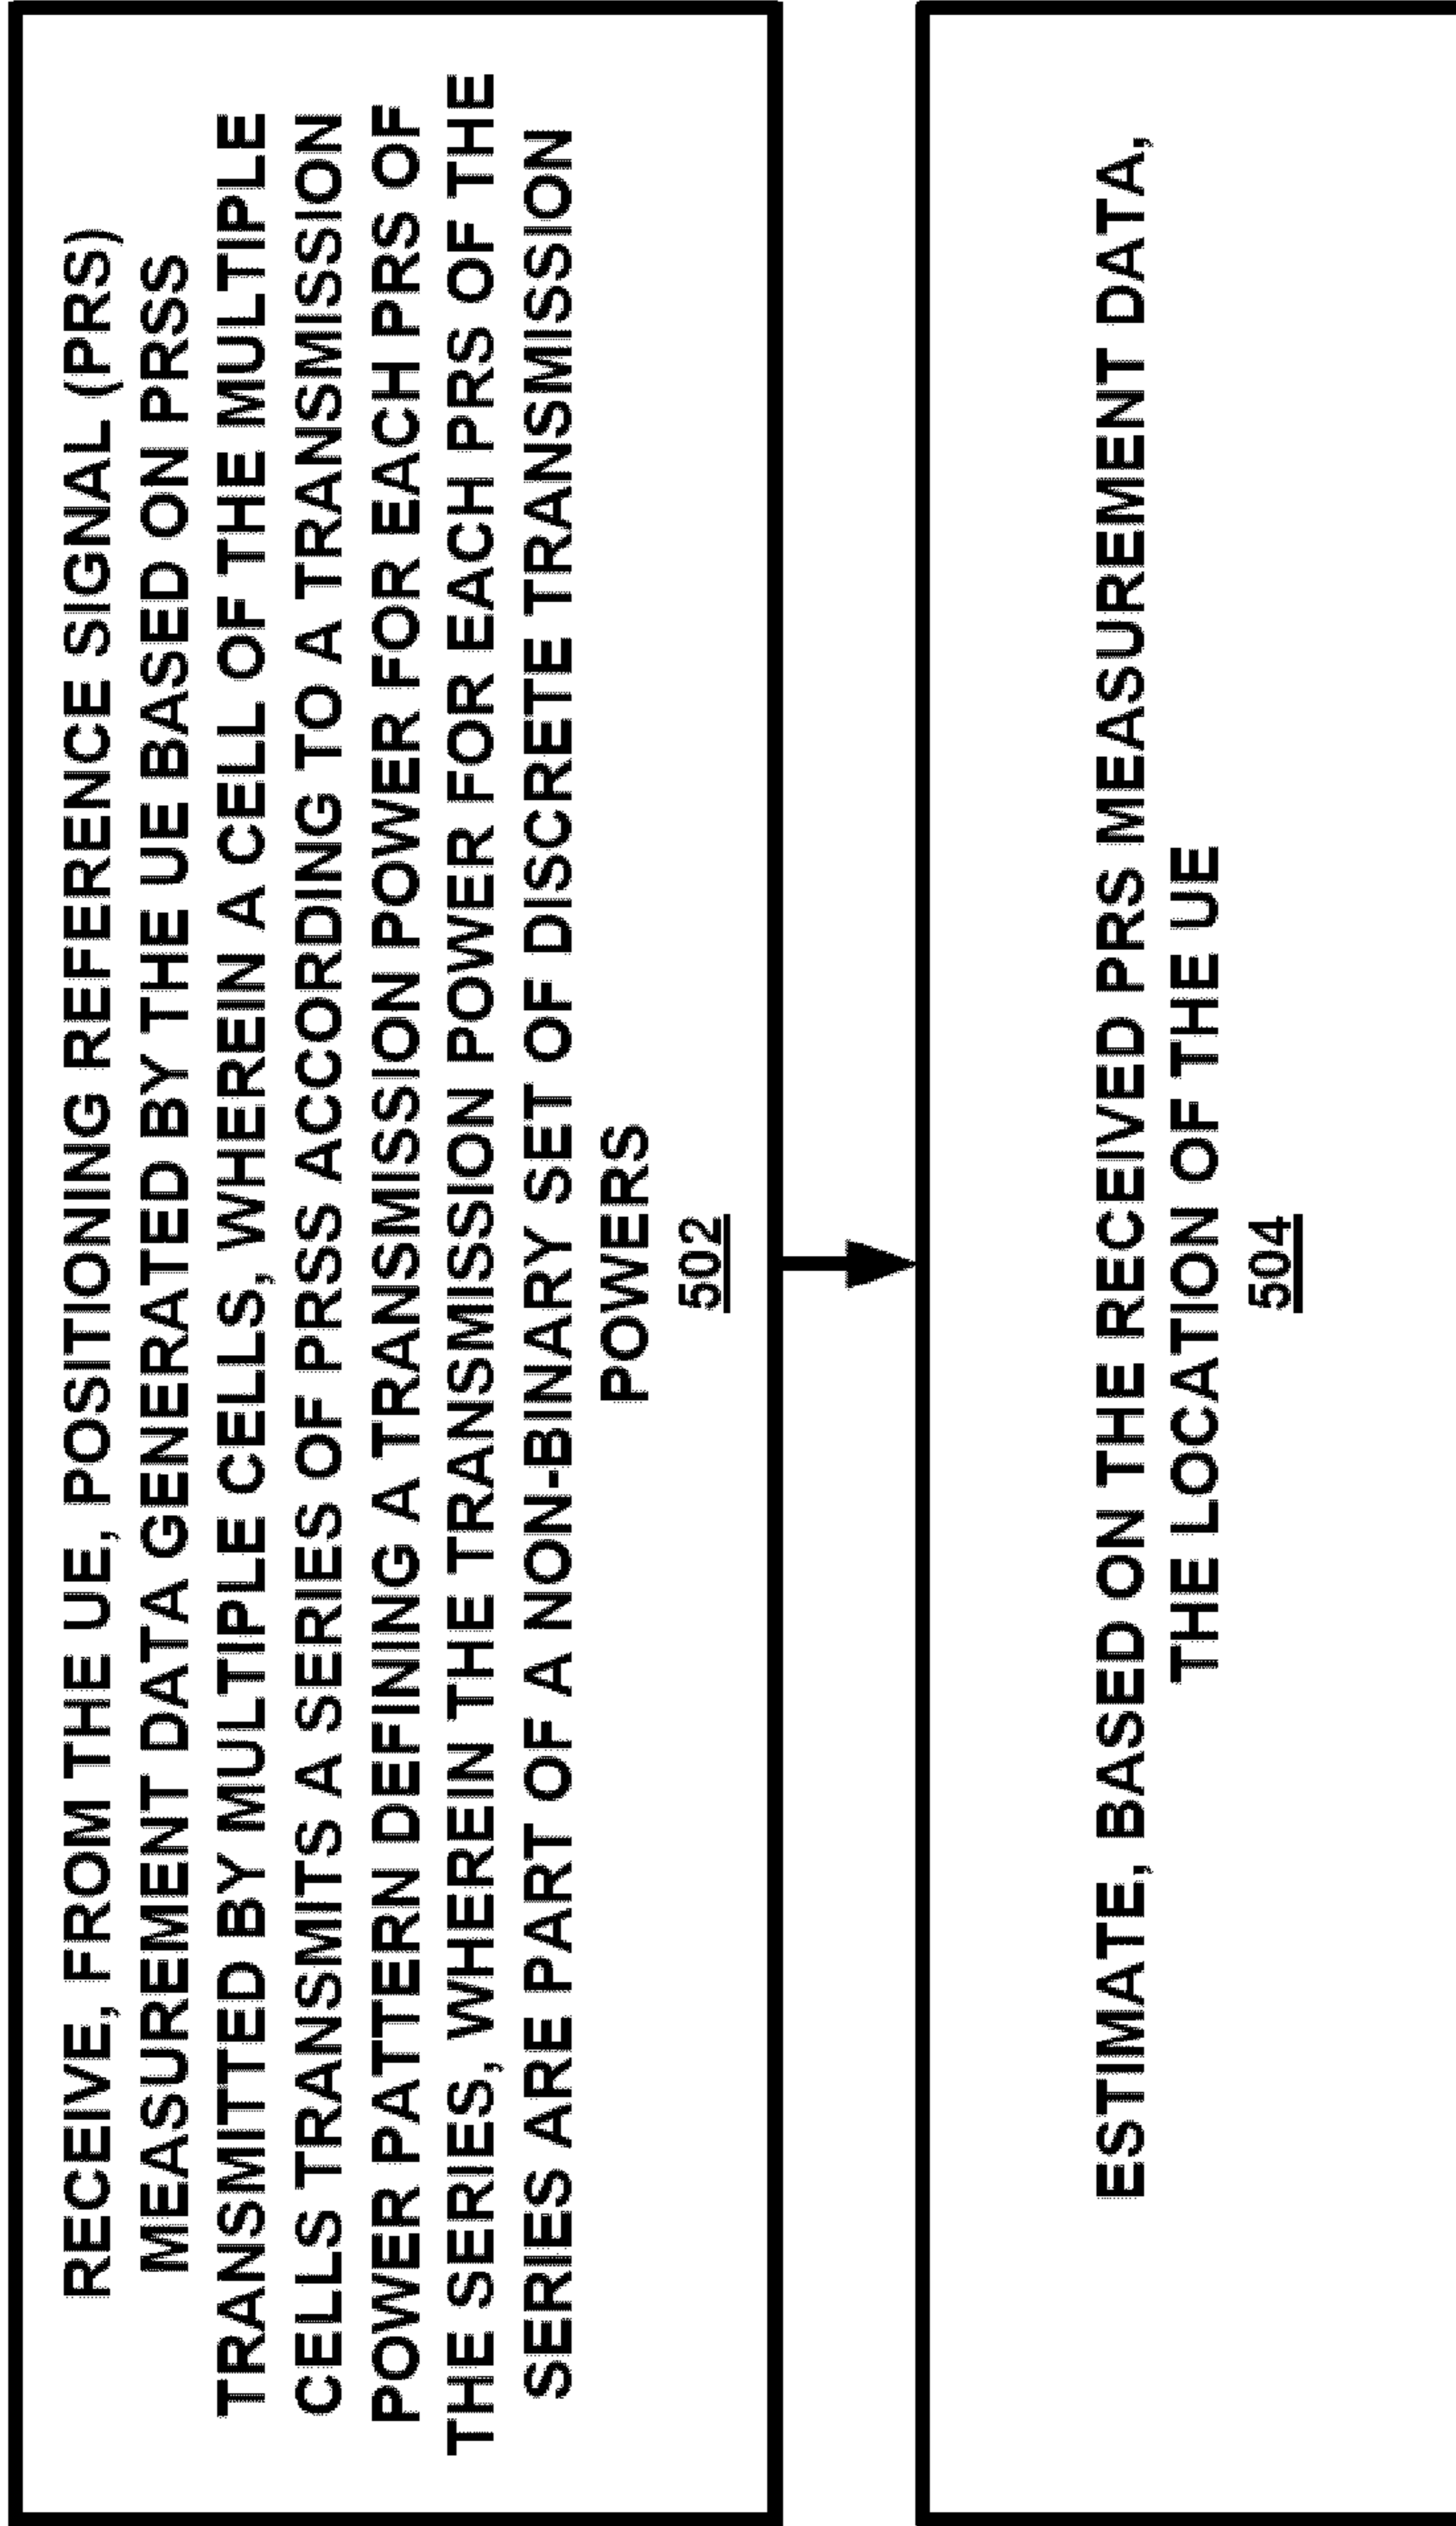 RECEIVE, FROM THE UE, POSITIONING REFERENCE SIGNAL (PRS)
MEASUREMENT DATA GENERATED BY THE UE BASED ON PRSS
TRANSMITTED BY MULTIPLE CELLS, WHEREIN A CELL OF THE MULTIPLE
CELLS TRANSMITS A SERIES OF PRSS ACCORDING TO A TRANSMISSION
POWER PATTERN DEFINING A TRANSMISSION POWER FOR EACH PRS OF
THE SERIES, WHEREIN THE TRANSMISSION POWER FOR EACH PRS OF THE
SERIES ARE PART OF A NON-BINARY SET OF DISCRETE TRANSMISSION
POWERS
502
ESTIMATE, BASED ON THE RECEIVED PRS MEASUREMENT DATA,
THE LOCATION OF THE UE
504